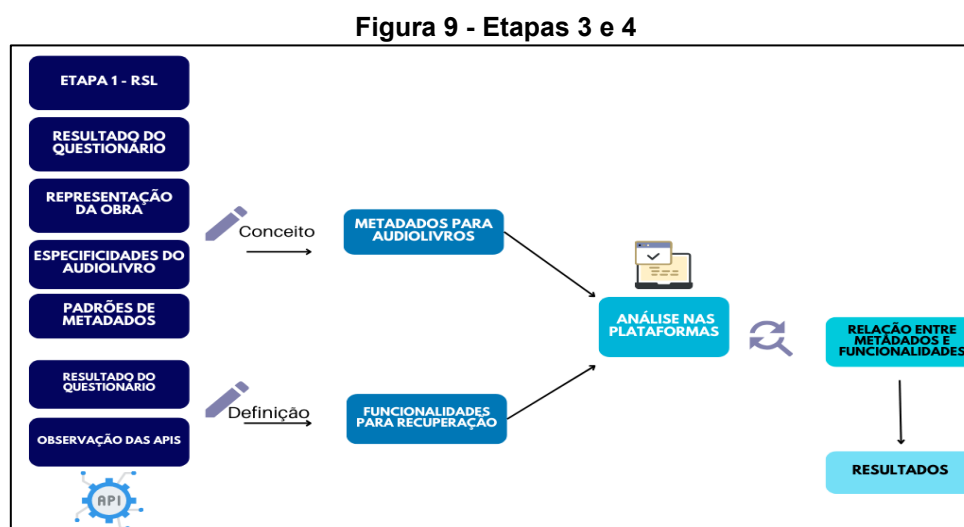 Figura 9 - Etapas 3 e 4
ETAPA 1 - RSL
RESULTADO DO
QUESTIONÁRIO
REPRESENTAÇÃO
DA OBRA
ESPECIFICIDADES DO
AUDIOLIVRO
PADRÕES DE
METADADOS
Conceito
METADADOS PARA
AUDIOLIVROS
RESULTADO DO
QUESTIONÁRIO
OBSERVAÇÃO DAS APIS
API
Definição
FUNCIONALIDADES
PARA RECUPERAÇÃO
ANÁLISE NAS
PLATAFORMAS
RELAÇÃO ENTRE
METADADOS E
FUNCIONALIDADES
RESULTADOS